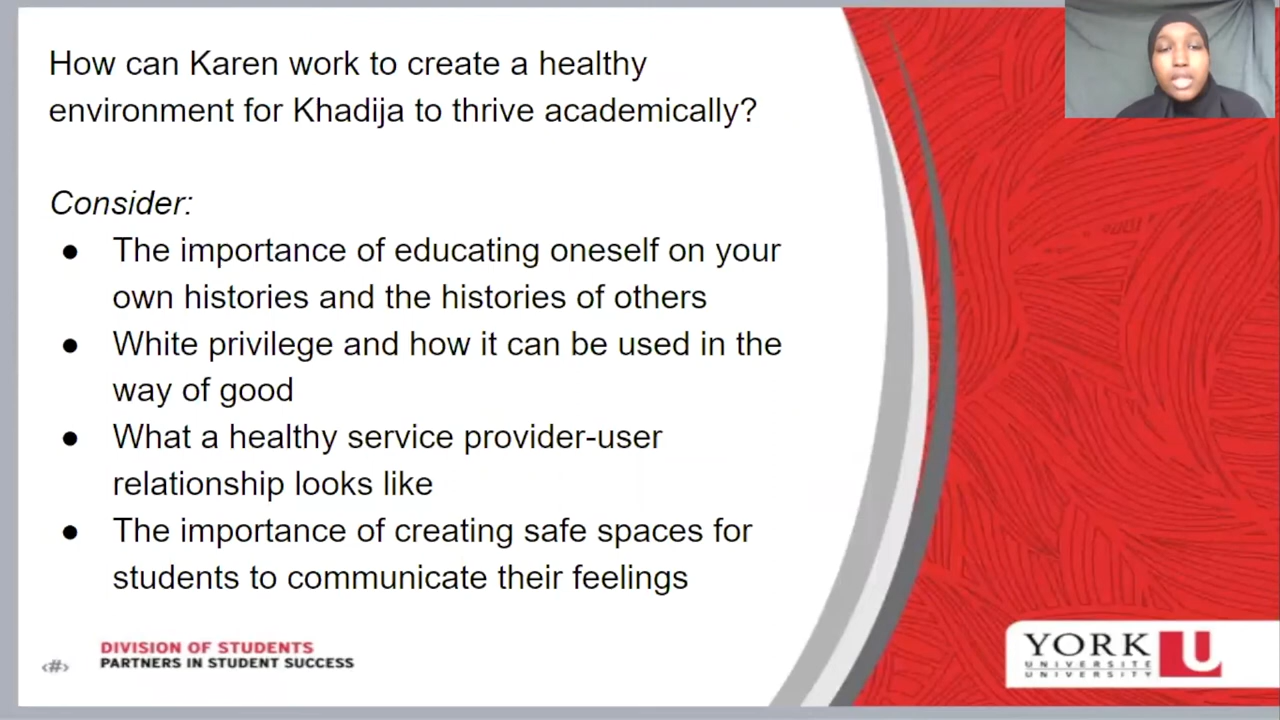 How can Karen work to create a healthy
environment for Khadija to thrive academically?
Consider:
● The importance of educating oneself on your
own histories and the histories of others
● White privilege and how it can be used in the
way of good
● What a healthy service provider-user
relationship looks like
● The importance of creating safe spaces for
students to communicate their feelings
‹#›
DIVISION OF STUDENTS
PARTNERS IN STUDENT SUCCESS
YORK U
UNIVERSITÉ
UNIVERSITY